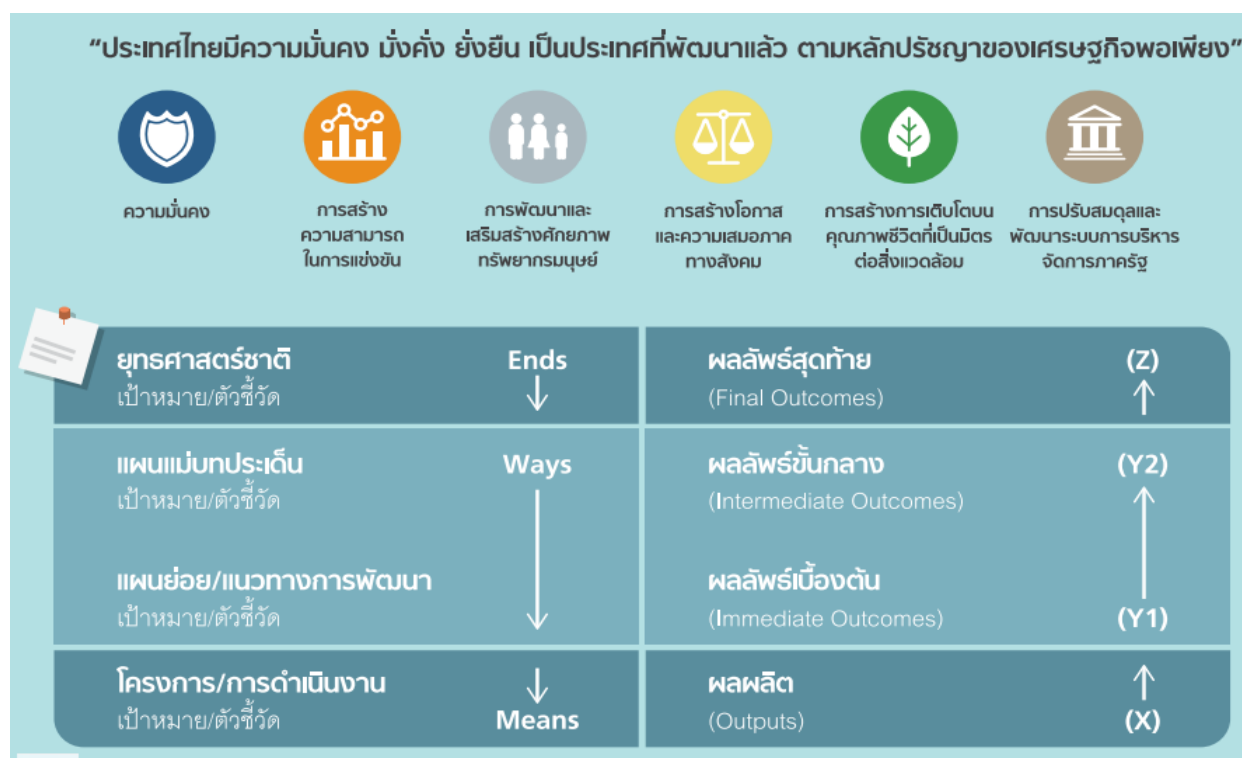 “ประเทศไทยมีความมั่นคง มั่งคั่ง ยั่งยืน เป็นประเทศที่พัฒนาแล้ว ตามหลักปรัชญาของเศรษฐกิจพอเพียง”
ความมั่นคง
การสร้าง
ความสามารถ
ในการแข่งขัน
การพัฒนาและ
เสริมสร้างศักยภาพ
ทรัพยากรมนุษย์
การสร้างโอกาส
และความเสมอภาค
ทางสังคม
การสร้างการเติบโตบน
คุณภาพชีวิตที่เป็นมิตร
ต่อสิ่งแวดล้อม
การปรับสมดุลและ
พัฒนาระบบการบริหาร
จัดการภาครัฐ
ยุทธศาสตร์ชาติ Ends ผลลัพธ์สุดท้าย (Z)
เป้าหมาย/ตัวชี้วัด (Final Outcomes)
แผนแม่บทประเด็น Ways ผลลัพธ์ขั้นกลาง (Y2)
เป้าหมาย/ตัวชี้วัด (Intermediate Outcomes)
แผนย่อย/แนวทางการพัฒนา ผลลัพธ์เบื้องต้น
เป้าหมาย/ตัวชี้วัด (Immediate Outcomes) (Y1)
โครงการ/การดำเนินงาน ผลผลิต
เป้าหมาย/ตัวชี้วัด Means (Outputs) (X)